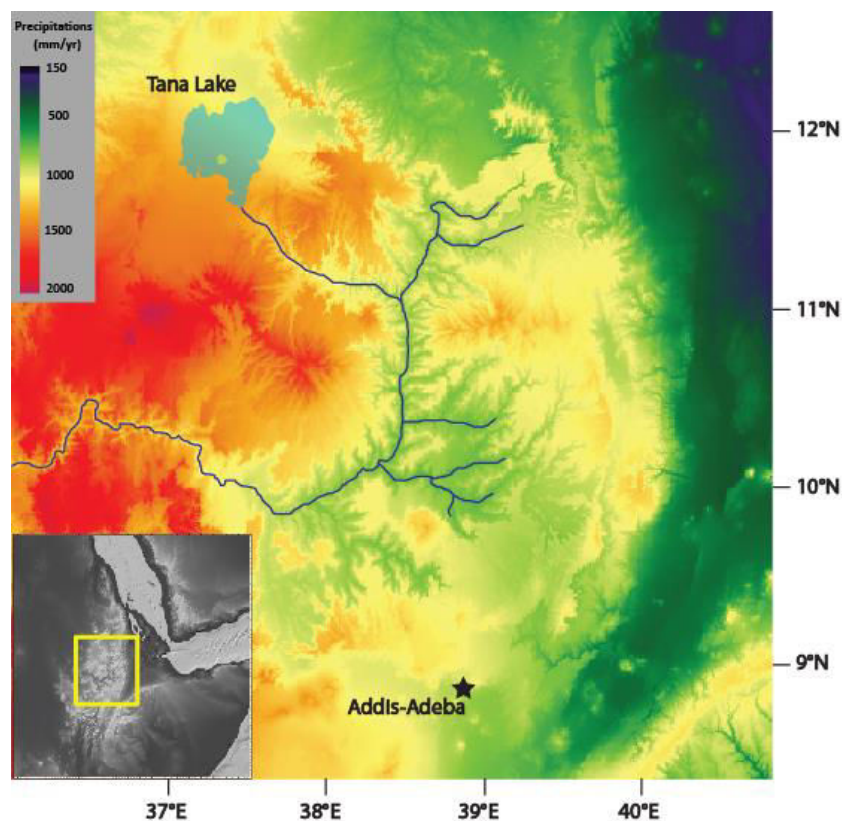 Precipitations
(mm/yr)
150
500
1000
1500
2000
Tana Lake
12°N
11°N
10°N
9°N
Addis-Adeba
37°E
38°E
39°E
40°E